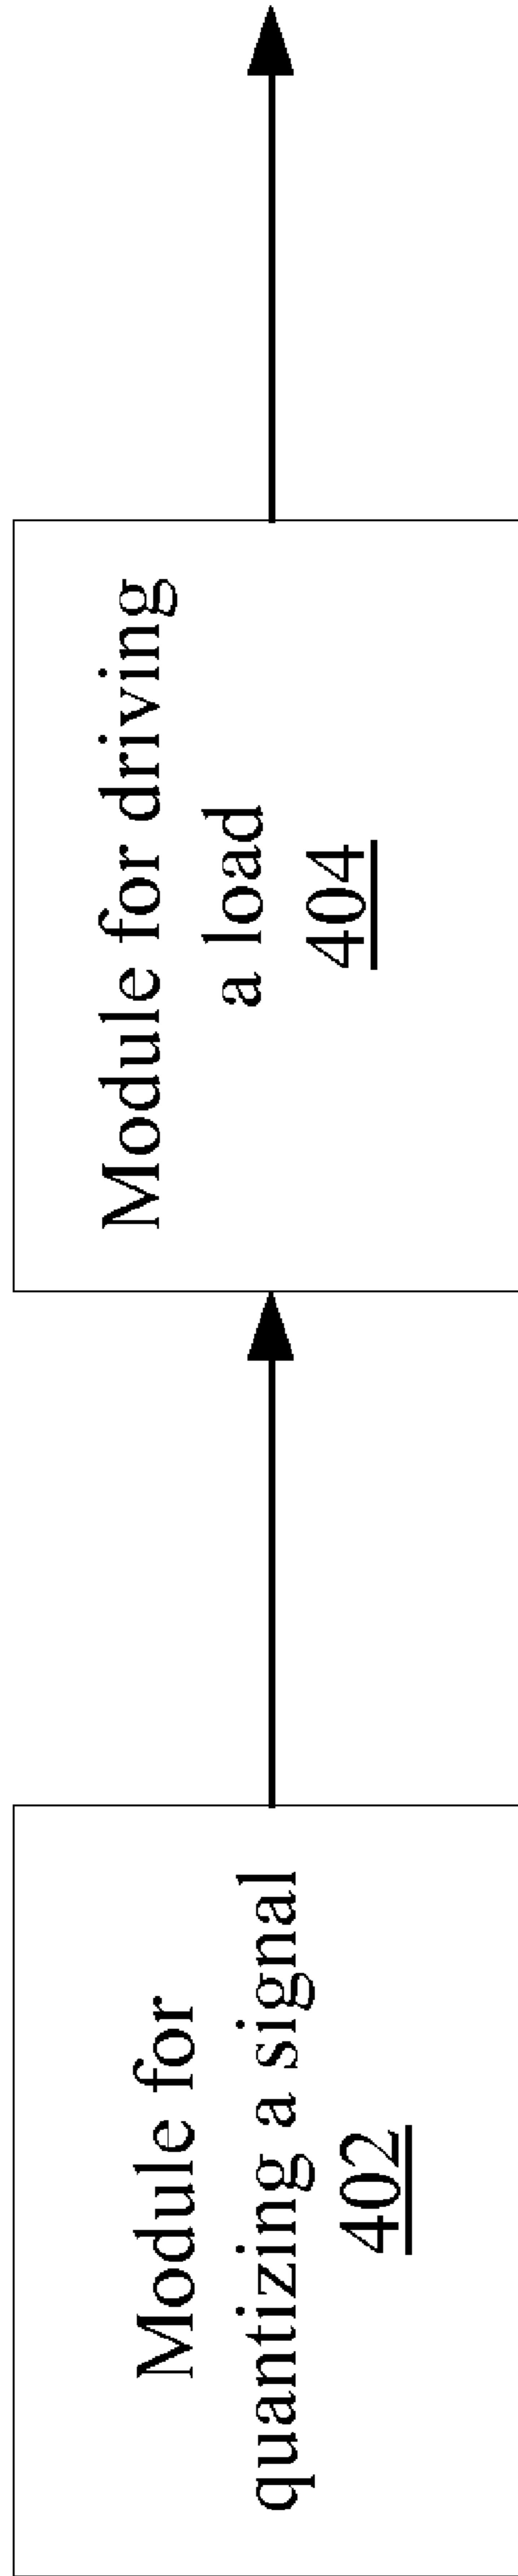 Module for
quantizing a signal
402
Module for driving
a load
404